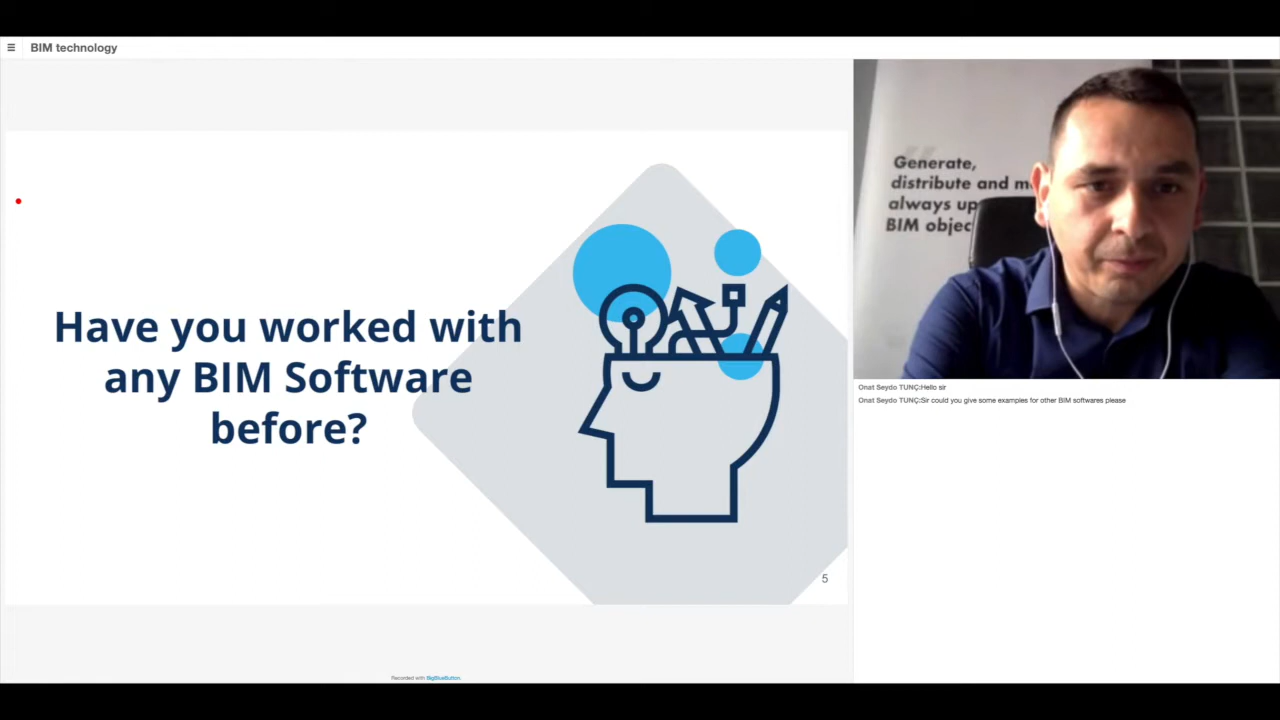 BIM technology
Have you worked with
any BIM Software
before?
5
Recorded with BigBlueButton.
Generate,
distribute and m
always up
BIM objec
Onat Seydo TUNÇ:Hello sir
Onat Seydo TUNÇ:Sir could you give some examples for other BIM softwares please